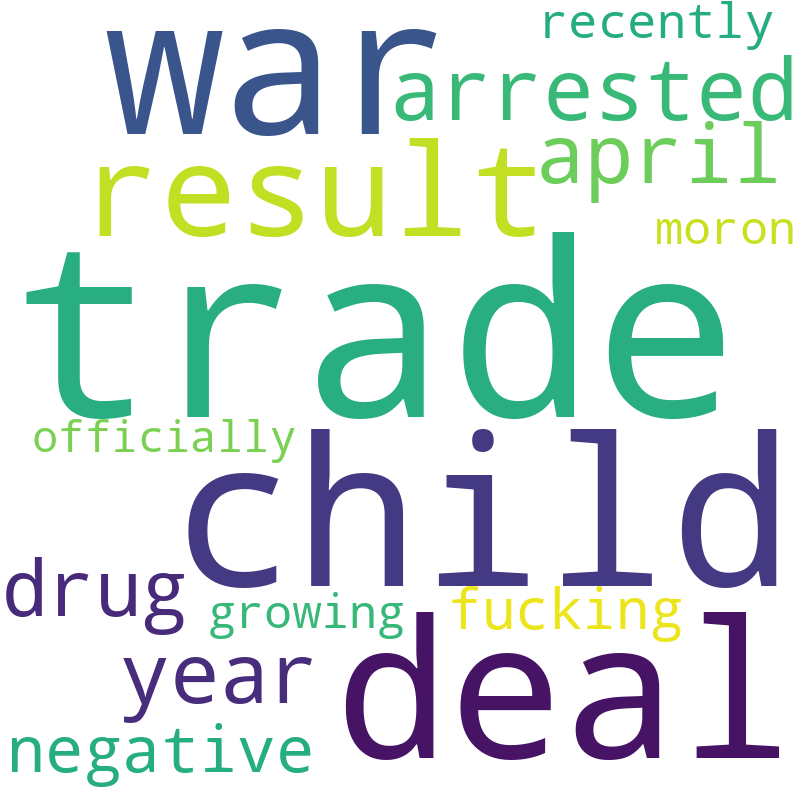 recently
war
arrested
april
result
moron
trade
officially
child
drug
growing
fucking
year
deal
negative